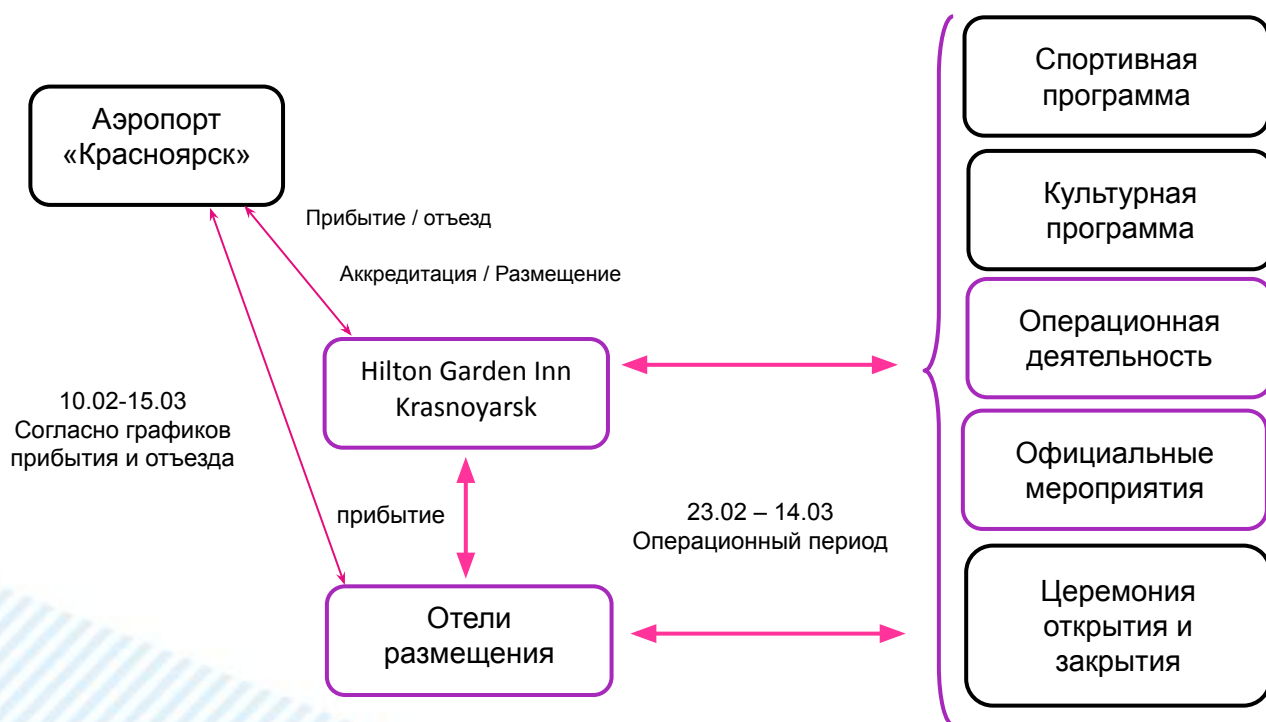 Аэропорт
«Красноярск»
Прибытие / отъезд
Аккредитация / Размещение
Hilton Garden Inn
Krasnoyarsk
10.02-15.03
Согласно графиков
прибытия и отъезда
прибытие
Отели
размещения
23.02 – 14.03
Операционный период
Спортивная
программа
Культурная
программа
Операционная
деятельность
Официальные
мероприятия
Церемония
открытия и
закрытия